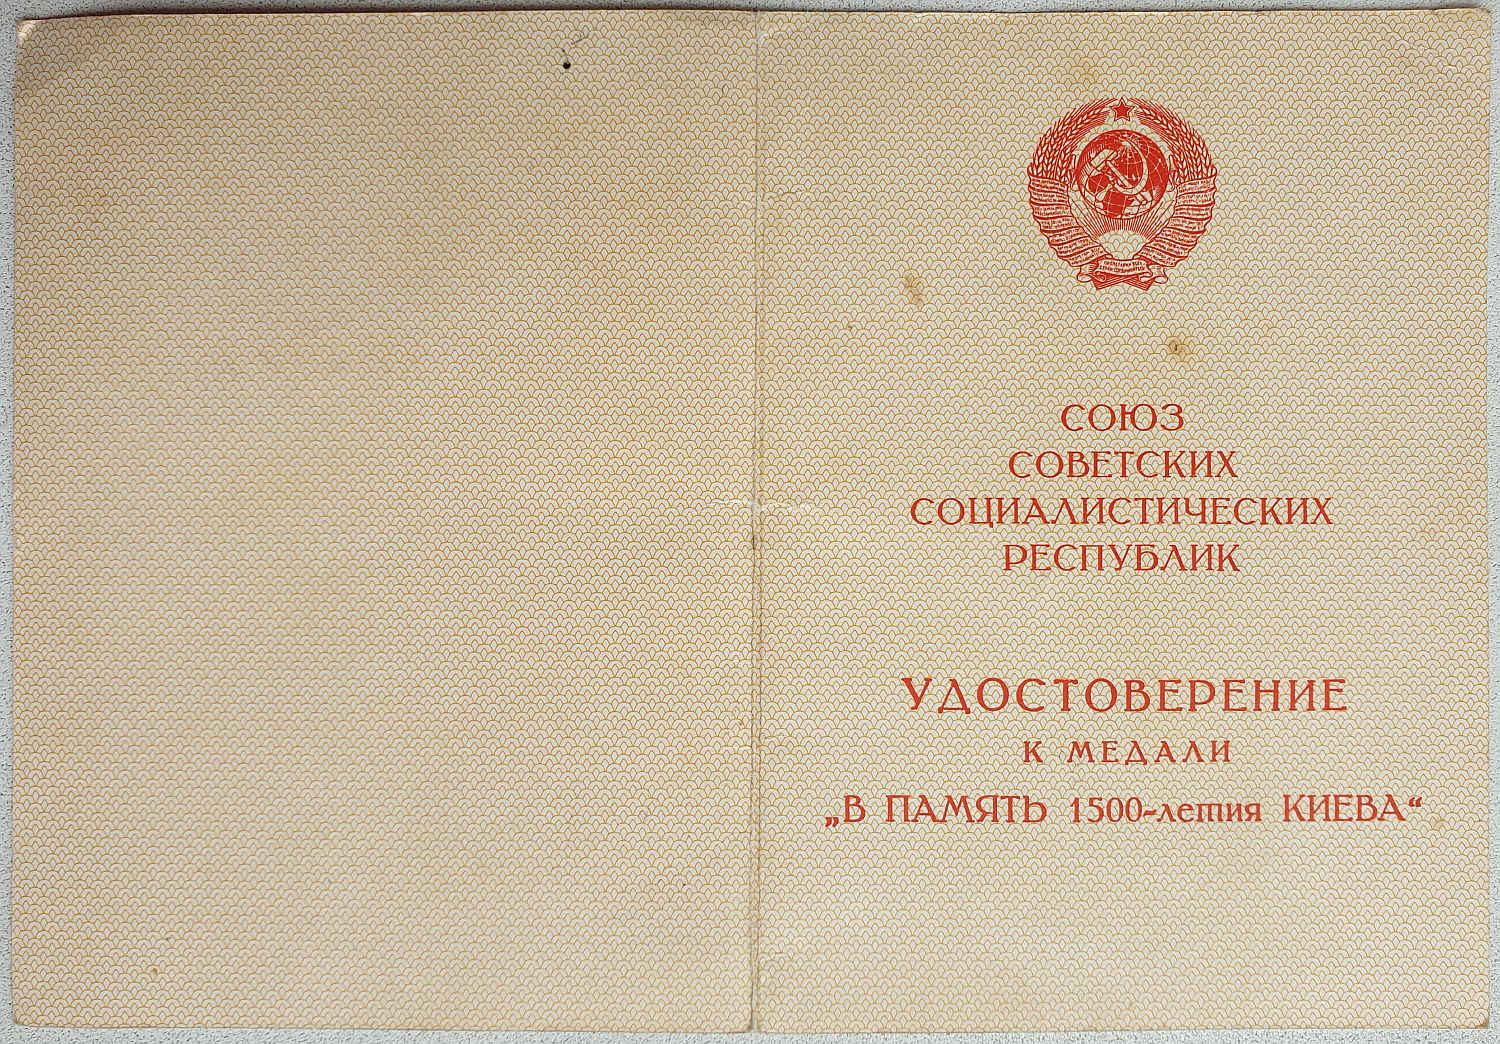 СОЮЗ
СОВЕТСКИХ
СОЦИАЛИСТИЧЕСКИХ
РЕСПУБЛИК
УДОСТОВЕРЕНИЕ
К МЕДАЛИ
„В ПАМЯТЬ 1500-летия КИЕВА“